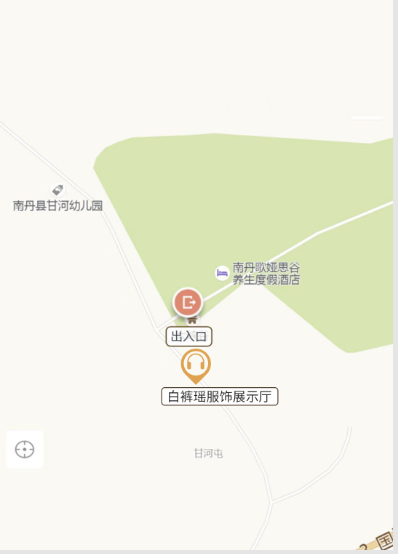 南丹县甘河幼儿园
南丹歌娅思谷
养生度假酒店
出入口
白裤瑶服饰展示厅
甘河屯
国